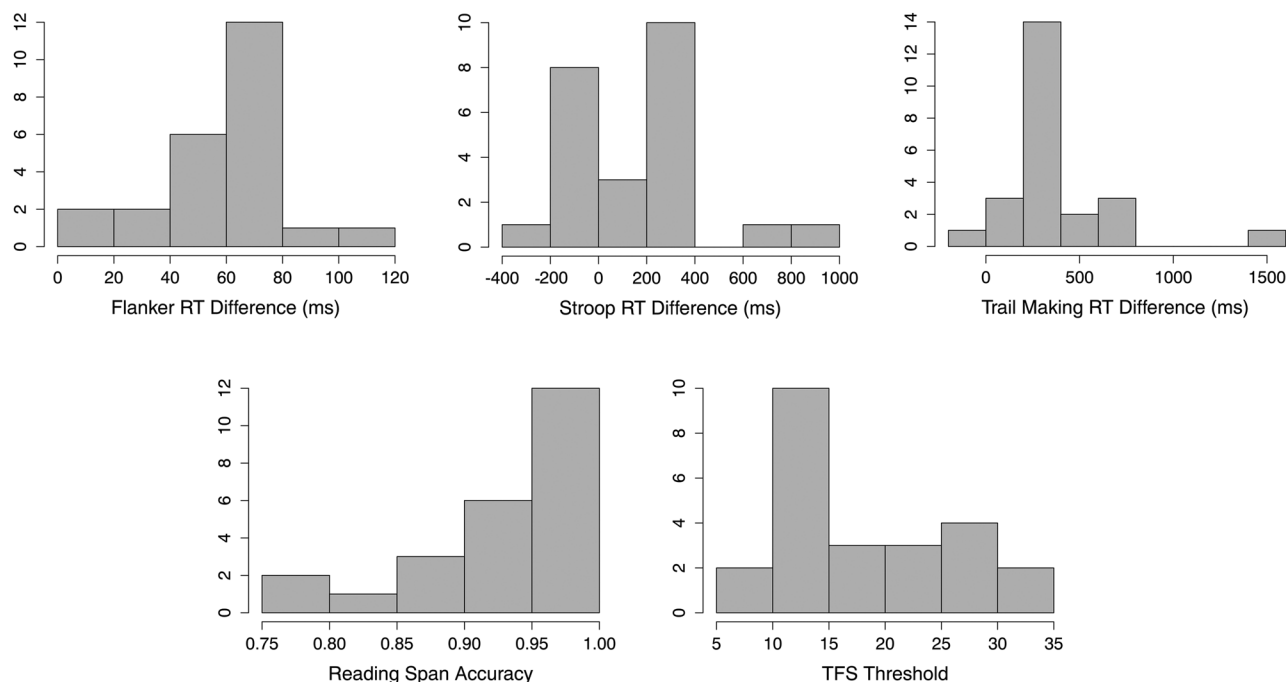 0 2 4 6 8 10 12
0 20 40 60 80 100 120
Flanker RT Difference (ms)
0 2 4 6 8 10
-400 -200 0 200 400 600 800 1000
Stroop RT Difference (ms)
0 2 4 6 8 10 12 14
0 500 1000 1500
Trail Making RT Difference (ms)
0 2 4 6 8 10 12
0.75 0.80 0.85 0.90 0.95 1.00
Reading Span Accuracy
0 2 4 6 8 10
5 10 15 20 25 30 35
TFS Threshold